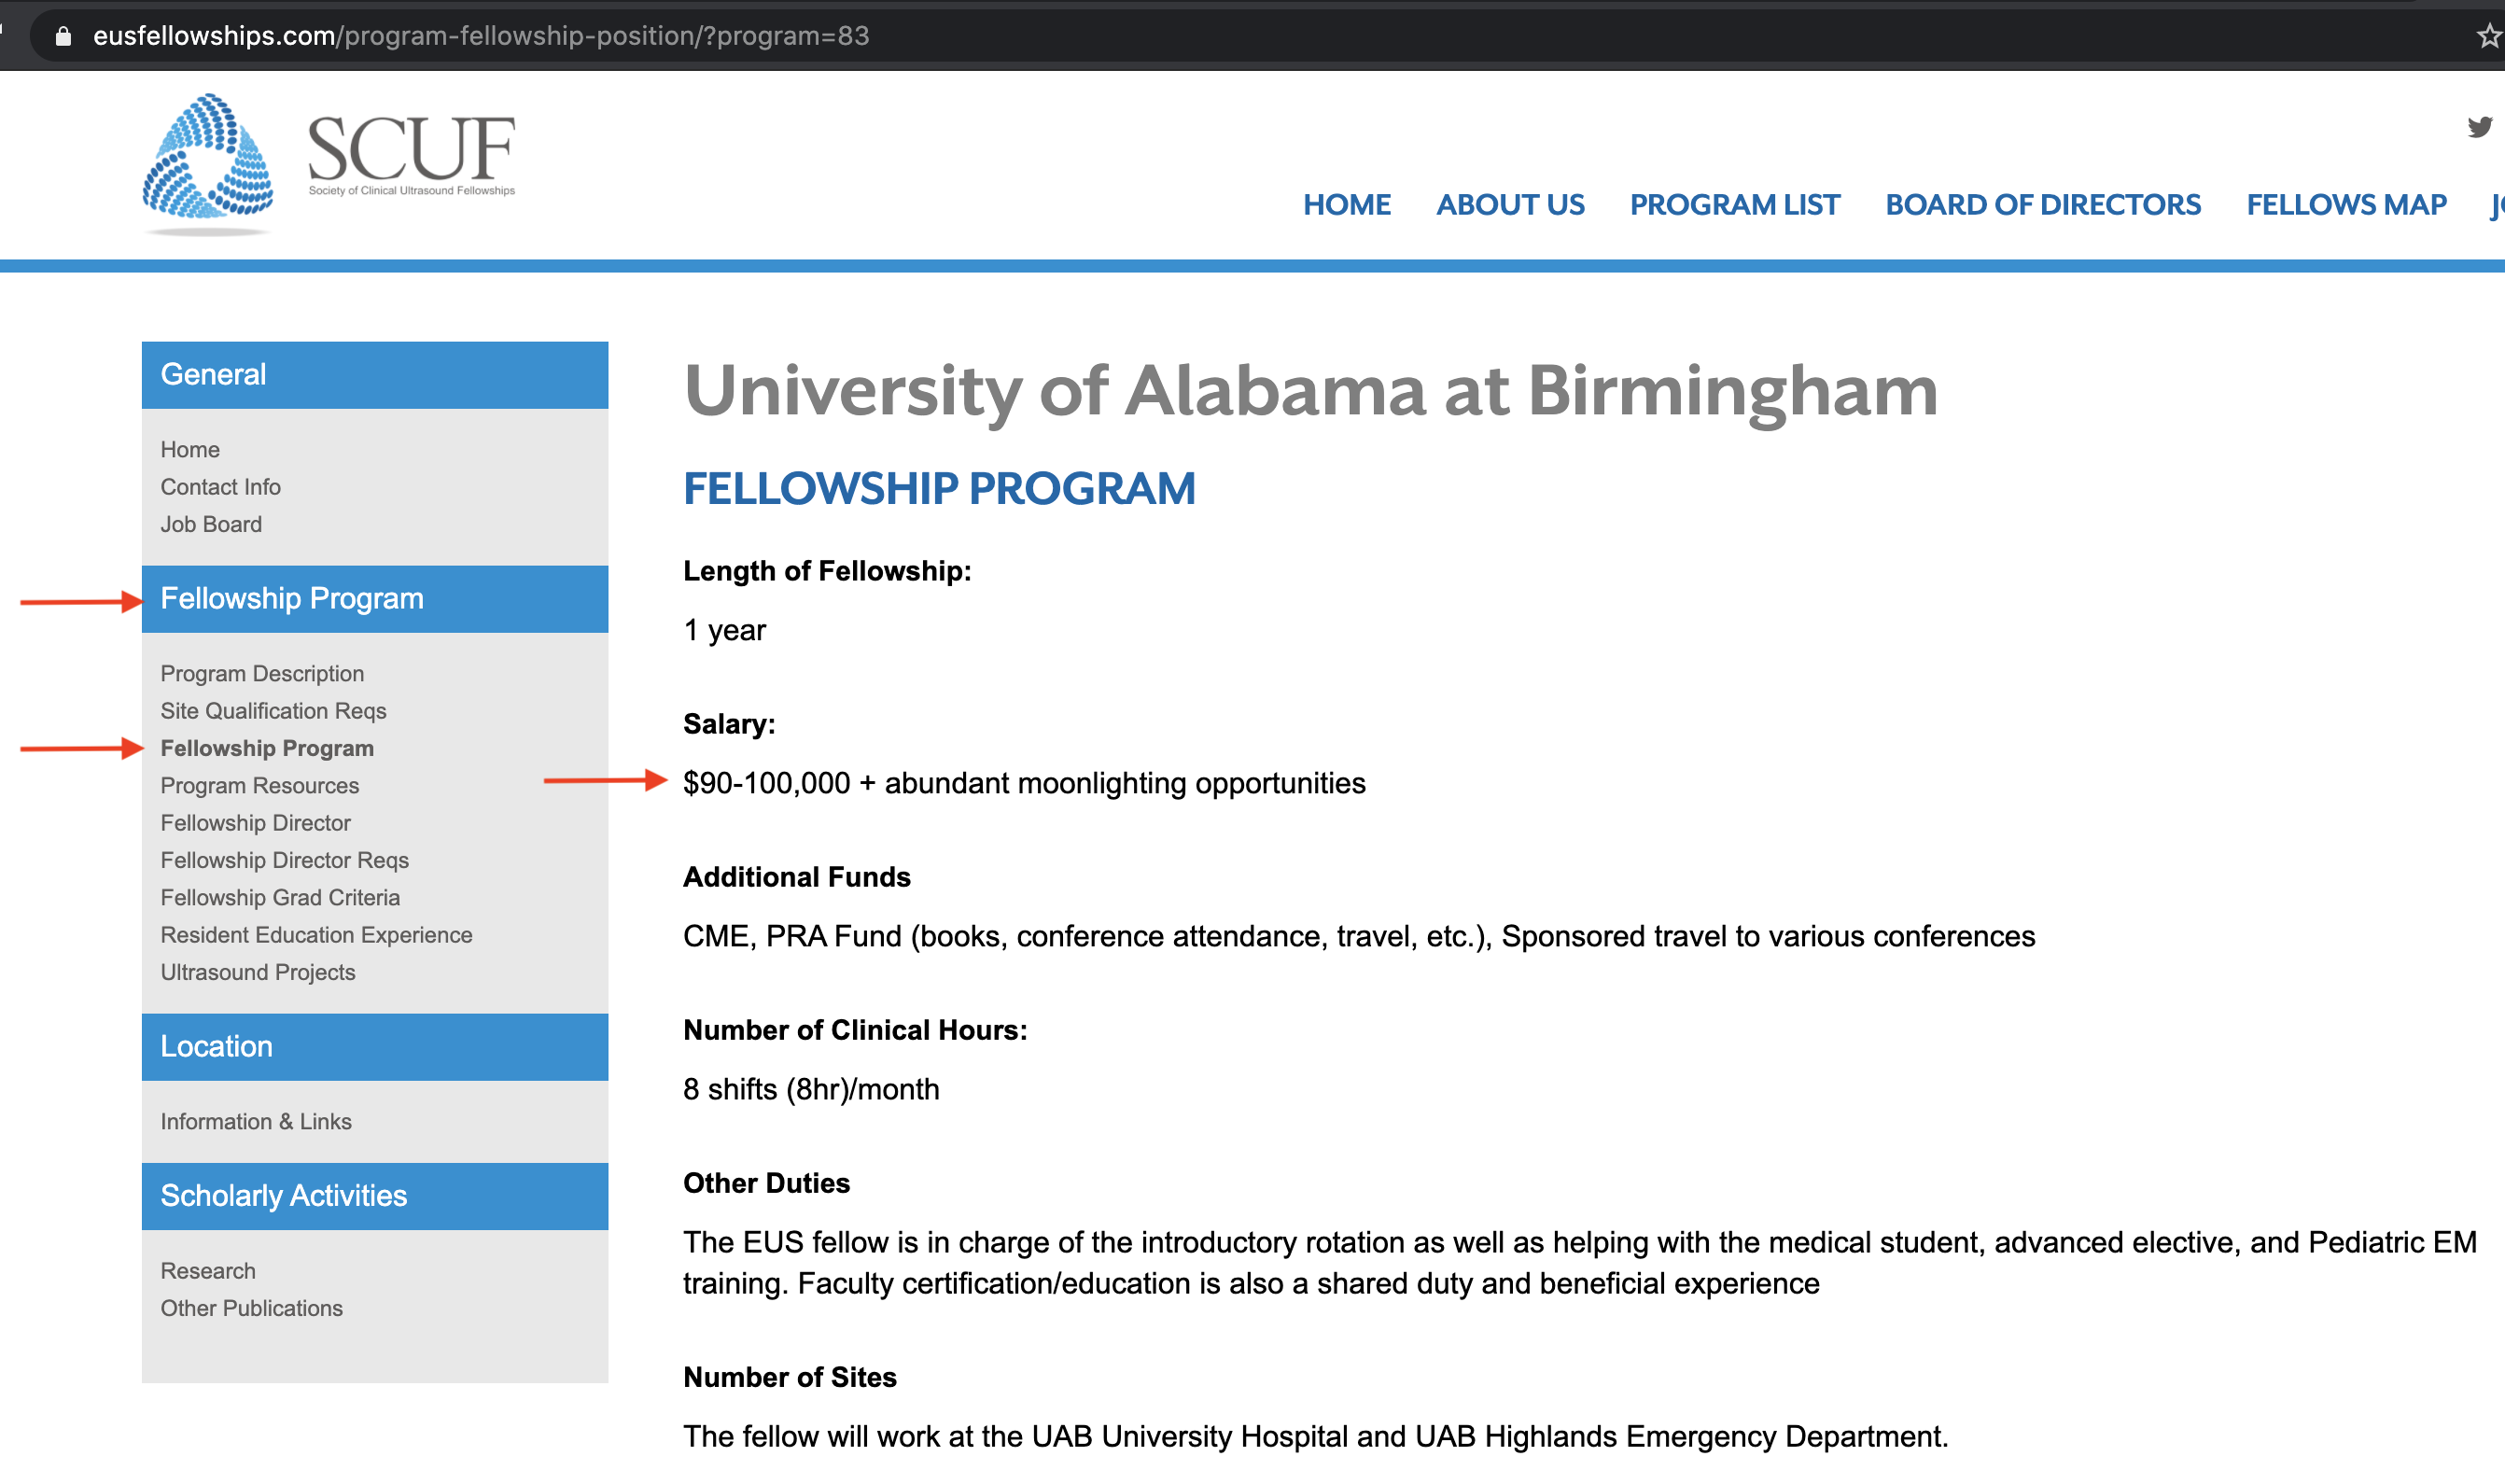 eusfellowships.com/program-fellowship-position/?program=83
SCUF
Society of Clinical Ultrasound Fellowships
HOME ABOUT US PROGRAM LIST BOARD OF DIRECTORS FELLOWS MAP
General
Home
Contact Info
Job Board
Fellowship Program
Program Description
Site Qualification Reqs
Fellowship Program
Program Resources
Fellowship Director
Fellowship Director Reqs
Fellowship Grad Criteria
Resident Education Experience
Ultrasound Projects
Location
Information & Links
Scholarly Activities
Research
Other Publications
University of Alabama at Birmingham
FELLOWSHIP PROGRAM
Length of Fellowship:
1 year
Salary:
$90-100,000 + abundant moonlighting opportunities
Additional Funds
CME, PRA Fund (books, conference attendance, travel, etc.), Sponsored travel to various conferences
Number of Clinical Hours:
8 shifts (8hr)/month
Other Duties
The EUS fellow is in charge of the introductory rotation as well as helping with the medical student, advanced elective, and Pediatric EM
training. Faculty certification/education is also a shared duty and beneficial experience
Number of Sites
The fellow will work at the UAB University Hospital and UAB Highlands Emergency Department.